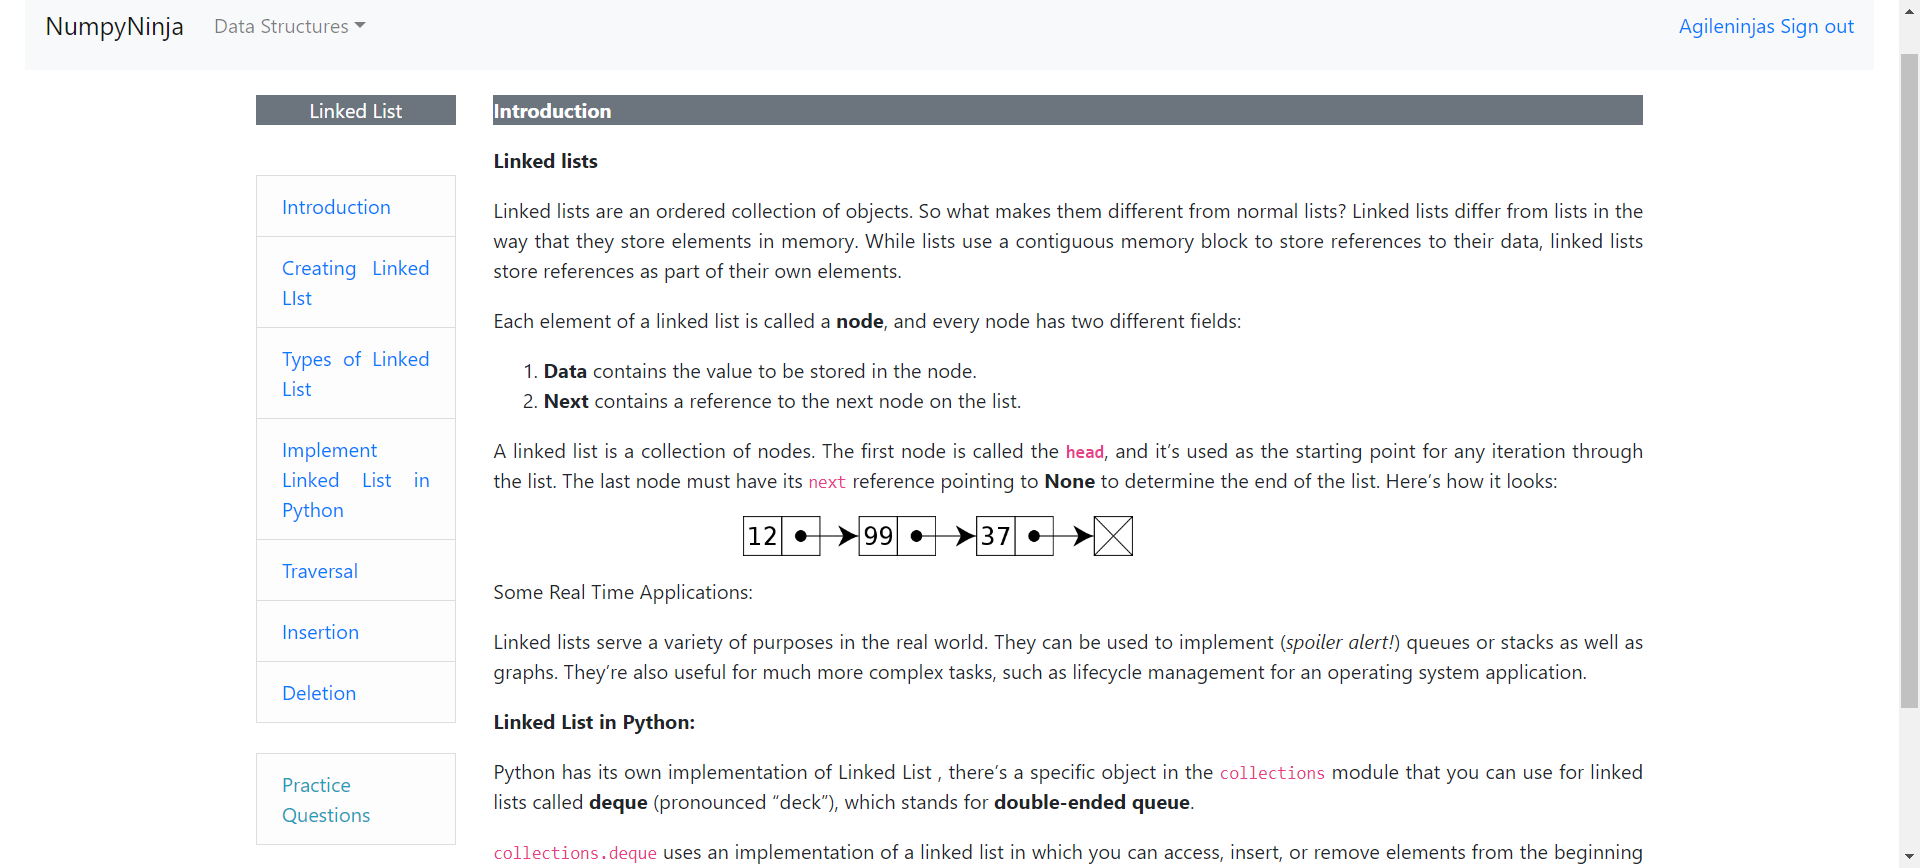 NumpyNinja Data Structures Agileninjas Sign out
Linked List
Introduction
Creating Linked
LIst
Types of Linked
List
Implement
Linked List in
Python
Traversal
Insertion
Deletion
Practice
Questions
Introduction
Linked lists
Linked lists are an ordered collection of objects. So what makes them different from normal lists? Linked lists differ from lists in the
way that they store elements in memory. While lists use a contiguous memory block to store references to their data, linked lists
store references as part of their own elements.
Each element of a linked list is called a node, and every node has two different fields:
1. Data contains the value to be stored in the node.
2. Next contains a reference to the next node on the list.
A linked list is a collection of nodes. The first node is called the head, and it’s used as the starting point for any iteration through
the list. The last node must have its next reference pointing to None to determine the end of the list. Here’s how it looks:
12 99 37
Some Real Time Applications:
Linked lists serve a variety of purposes in the real world. They can be used to implement (spoiler alert!) queues or stacks as well as
graphs. They’re also useful for much more complex tasks, such as lifecycle management for an operating system application.
Linked List in Python:
Python has its own implementation of Linked List , there’s a specific object in the collections module that you can use for linked
lists called deque (pronounced “deck”), which stands for double-ended queue.
collections.deque uses an implementation of a linked list in which you can access, insert, or remove elements from the beginning